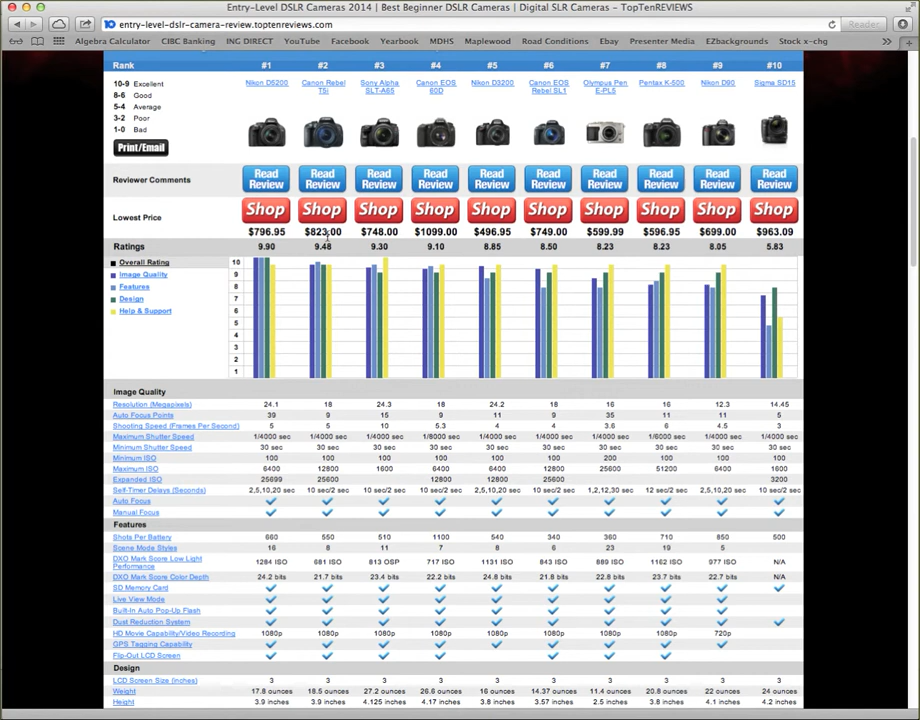 Entry-Level DSLR Cameras 2014 | Best Beginner DSLR Cameras | Digital SLR Cameras - TopTenREVIEWS
entry-level-dslr-camera-review.toptenreviews.com Reader
Algebra Calculator CIBC Banking ING DIRECT YouTube Facebook Yearbook MDHS Maplewood Road Conditions Ebay Presenter Media EZbackgrounds Stock x-chg
Rank #1 #2 #3 #4 #5 #6 #7 #8 #9 #10
10-9 Excellent
8-6 Good
5-4 Average
3-2 Poor
1-0 Bad
Print/Email
Nikon D5200 Canon Rebel T5i Sony Alpha SLT-A65 Canon EOS 60D Nikon D3200 Canon EOS Rebel SL1 Olympus Pen E-PL5 Pentax K-500 Nikon D90 Sigma SD15
Reviewer Comments Read Review Read Review Read Review Read Review Read Review Read Review Read Review Read Review Read Review Read Review
Lowest Price Shop Shop Shop Shop Shop Shop Shop Shop Shop Shop
$796.95 $823.00 $748.00 $1099.00 $496.95 $749.00 $599.99 $596.95 $699.00 $963.09
Ratings 9.90 9.48 9.30 9.10 8.85 8.50 8.23 8.23 8.05 5.83
Overall Rating
Image Quality
Features
Design
Help & Support
10
9
8
7
6
5
4
3
2
1
Image Quality
Resolution (Megapixels) 24.1 18 24.3 18 24.2 18 16 16 12.3 14.45
Auto Focus Points 39 9 15 9 11 9 35 11 11 5
Shooting Speed (Frames Per Second) 5 5 10 5.3 4 4 3.6 6 4.5 3
Maximum Shutter Speed 1/4000 sec 1/4000 sec 1/4000 sec 1/8000 sec 1/4000 sec 1/4000 sec 1/4000 sec 1/6000 sec 1/4000 sec 1/4000 sec
Minimum Shutter Speed 30 sec 30 sec 30 sec 30 sec 30 sec 30 sec 30 sec 30 sec 30 sec 30 sec
Minimum ISO 100 100 100 100 100 100 200 100 100 100
Maximum ISO 6400 12800 1600 6400 6400 12800 25600 51200 6400 1600
Expanded ISO 25699 25600 12800 12800 25600 3200
Self-Timer Delays (Seconds) 2,5,10,20 sec 10 sec/2 sec 10 sec/2 sec 10 sec/2 sec 2,5,10,20 sec 10 sec/2 sec 1,2,12,30 sec 12 sec/2 sec 2,5,10,20 sec 10 sec/2 sec
Auto Focus
Manual Focus
Features
Shots Per Battery 660 550 510 1100 540 340 360 710 850 500
Scene Mode Styles 16 8 11 7 8 6 23 19 5
DXO Mark Score Low Light Performance 1284 ISO 681 ISO 813 OSP 717 ISO 1131 ISO 843 ISO 889 ISO 1162 ISO 977 ISO N/A
DXO Mark Score Color Depth 24.2 bits 21.7 bits 23.4 bits 22.2 bits 24.8 bits 21.8 bits 22.8 bits 23.7 bits 22.7 bits N/A
SD Memory Card
Live View Mode
Built-In Auto Pop-Up Flash
Dust Reduction System
HD Movie Capability/Video Recording 1080p 1080p 1080p 1080p 1080p 1080p 1080p 1080p 720p
GPS Tagging Capability
Flip-Out LCD Screen
Design
LCD Screen Size (Inches) 3 3 3 3 3 3 3 3 3 3
Weight 17.8 ounces 18.5 ounces 27.2 ounces 26.6 ounces 16 ounces 14.37 ounces 11.4 ounces 20.8 ounces 22 ounces 24 ounces
Height 3.9 inches 3.9 inches 4.125 inches 4.17 inches 3.8 inches 3.57 inches 2.5 inches 3.8 inches 4.1 inches 4.2 inches